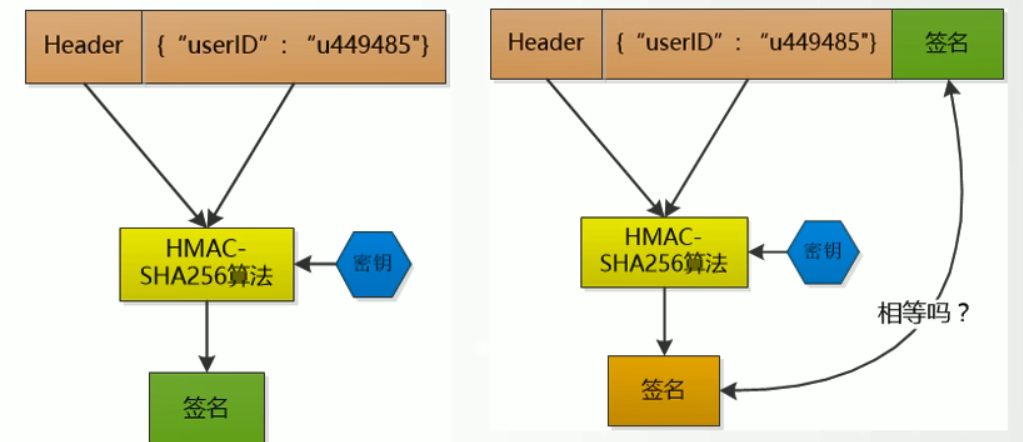 Header
{ “userID” : “u449485"}
HMAC-
SHA256算法
密钥
签名
Header
{ “userID” : “u449485"}
签名
HMAC-
SHA256算法
密钥
相等吗？
签名